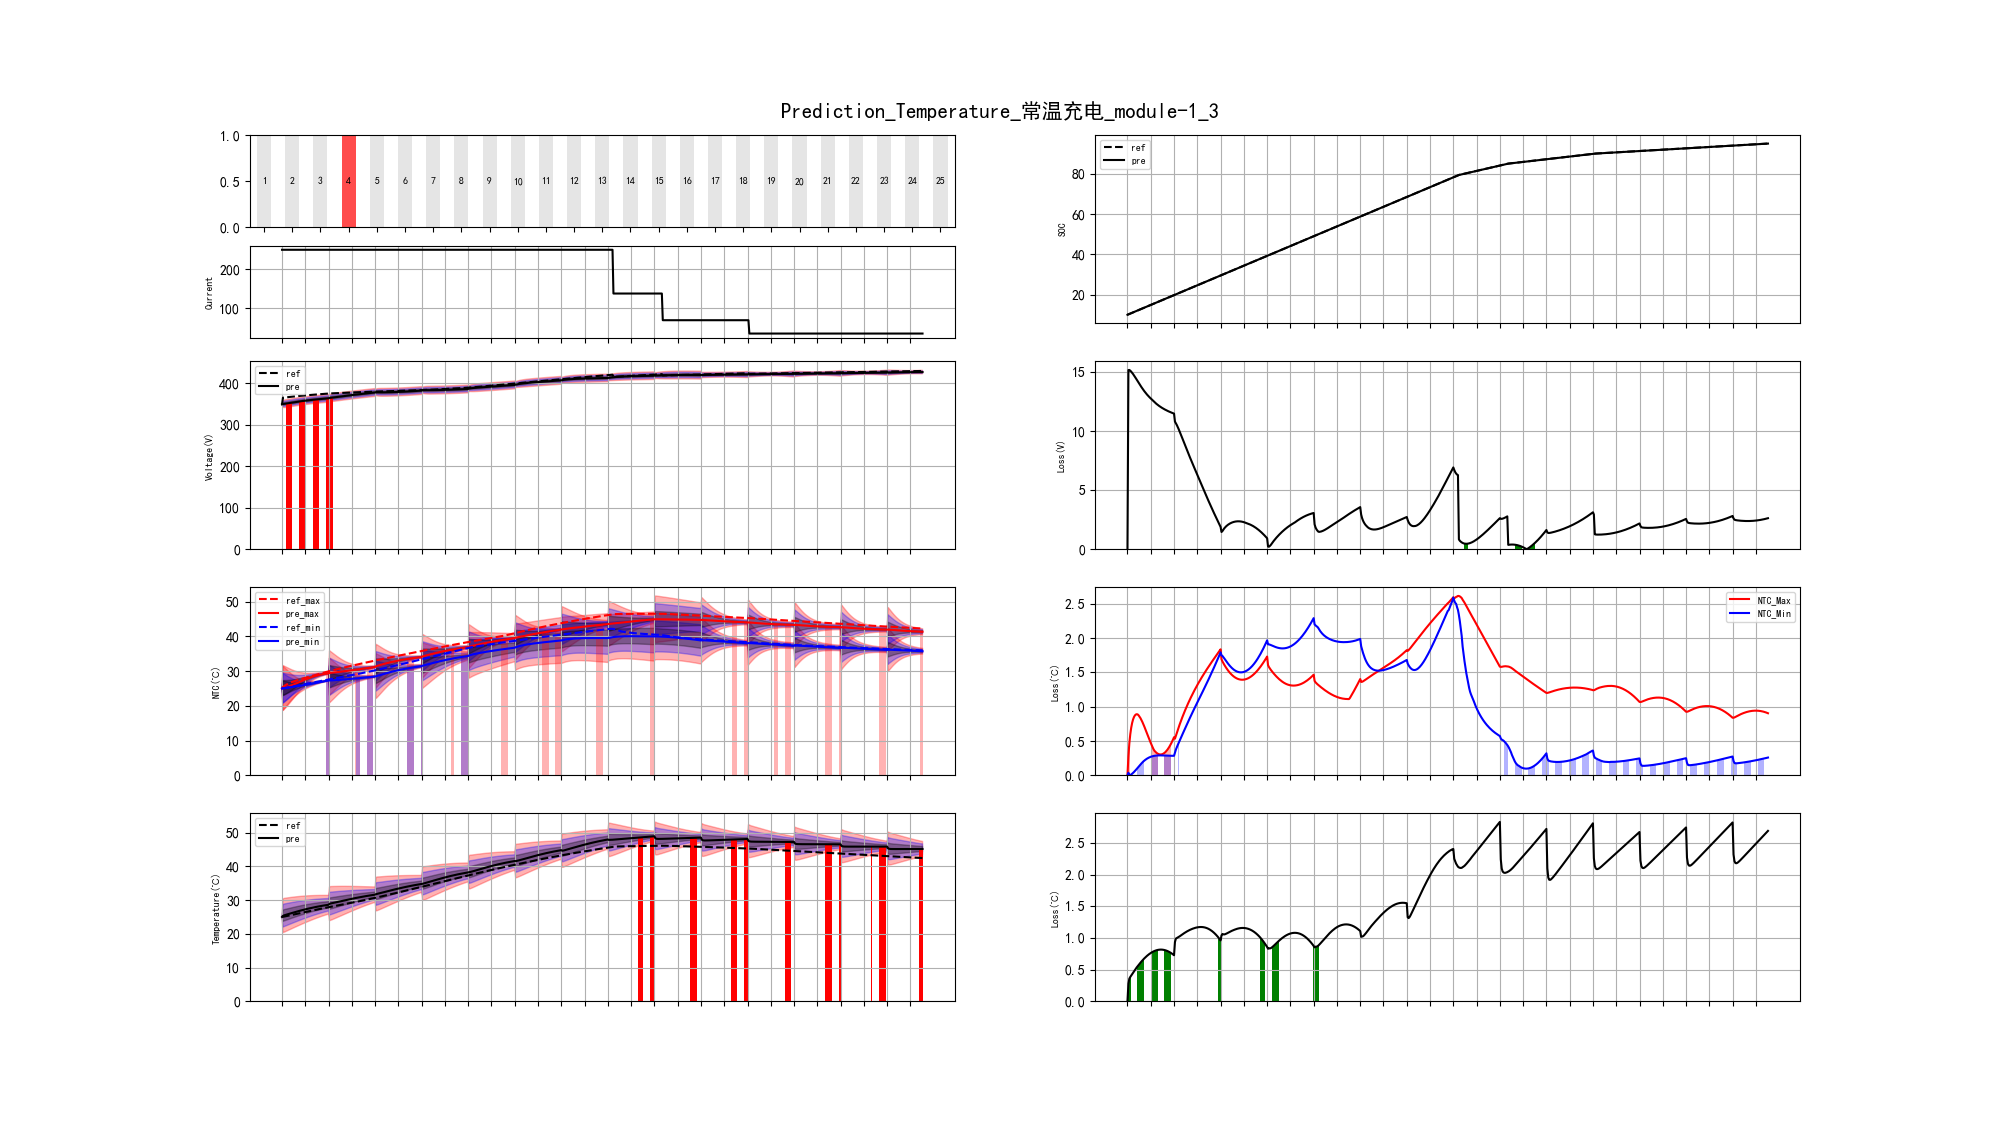 Prediction_Temperature_常温充电_module-1_3
1.0
0.5
0.0
1 2 3 4 5 6 7 8 9 10 11 12 13 14 15 16 17 18 19 20 21 22 23 24 25
Current
200
100
Voltage(V)
400
300
200
100
0
ref
pre
NTC(℃)
50
40
30
20
10
0
ref_max
pre_max
ref_min
pre_min
Temperature(℃)
50
40
30
20
10
0
ref
pre
SOC
80
60
40
20
ref
pre
Loss(V)
15
10
5
0
Loss(℃)
2.5
2.0
1.5
1.0
0.5
0.0
NTC_Max
NTC_Min
Loss(℃)
2.5
2.0
1.5
1.0
0.5
0.0